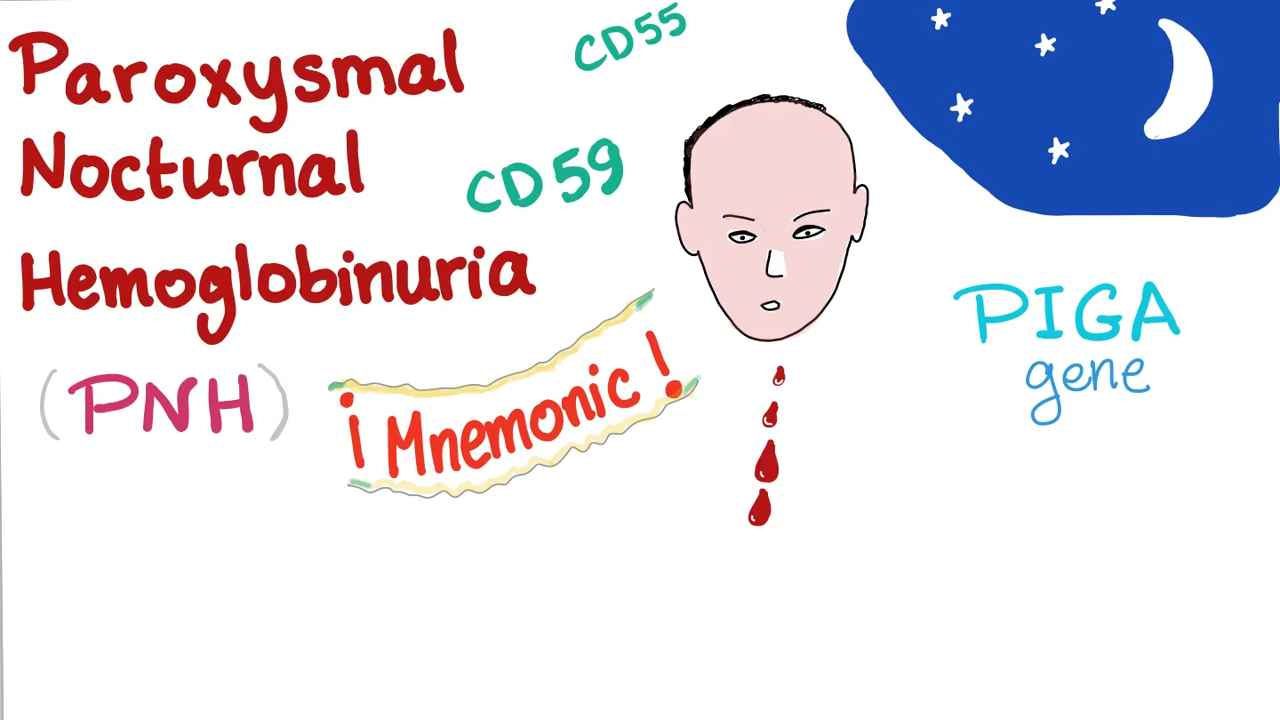 Paroxysmal
Nocturnal
Hemoglobinuria
(PNH)
CD55
CD59
¡ Mnemonic !
PIGA
gene